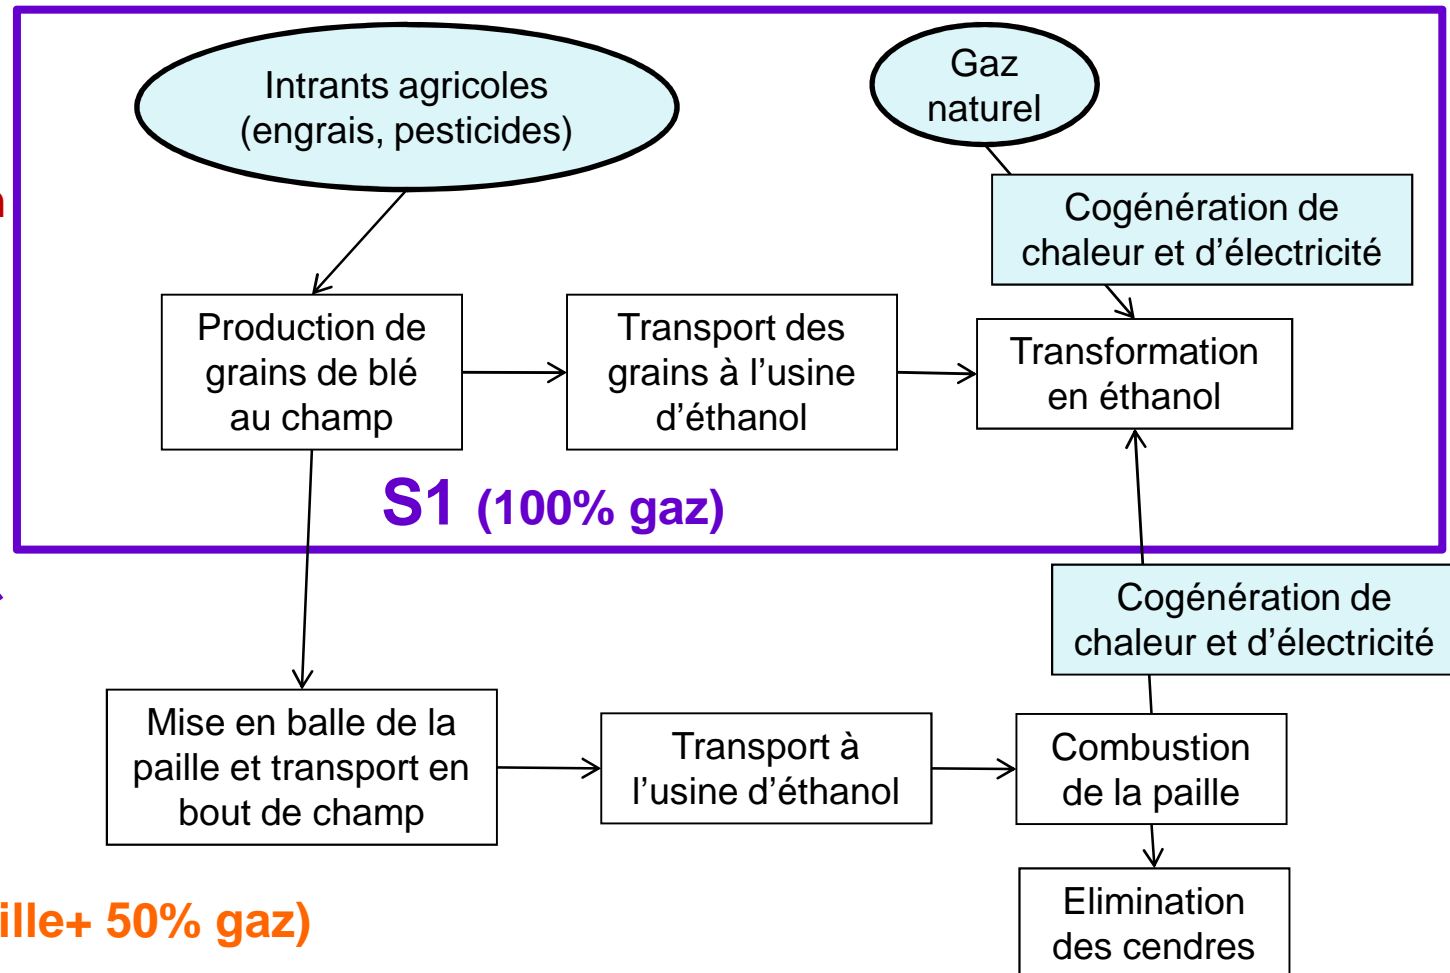 Intrants agricoles
(engrais, pesticides)
Gaz
naturel
Cogénération de
chaleur et d’électricité
Production de
grains de blé
au champ
Transport des
grains à l’usine
d’éthanol
Transformation
en éthanol
S1 (100% gaz)
Cogénération de
chaleur et d’électricité
Mise en balle de la
paille et transport en
bout de champ
Transport à
l’usine d’éthanol
Combustion
de la paille
Elimination
des cendres
ille+ 50% gaz)